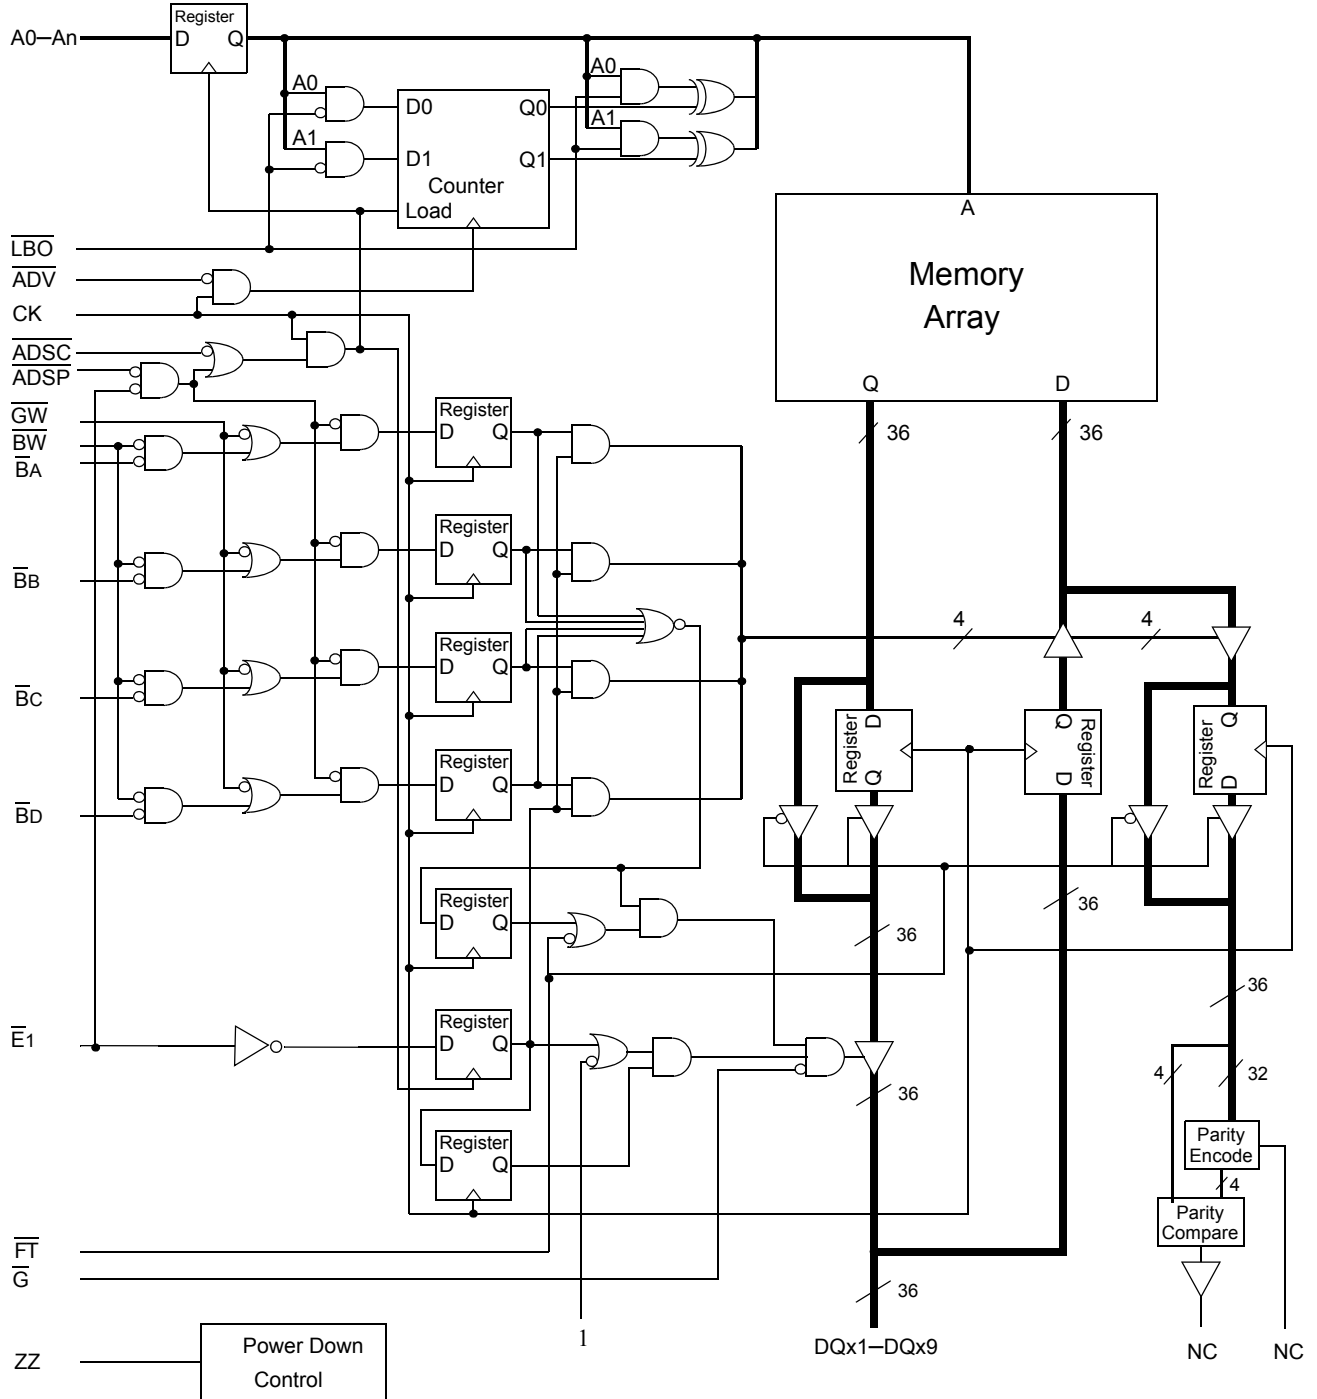 Register
A0–An
D Q
A0
A0
D0
Q0
A1
A1
D1
Q1
Counter
Load
A
LBO
ADV
Memory
Array
CK
ADSC
ADSP
Q
D
GW
BW
BA
Register
D Q
36
36
Register
D Q
BB
4
4
Register
D Q
BC
Register
D
Q
Register
Q
D
Register
Q
D
Register
D Q
BD
Register
D Q
36
36
36
Register
D Q
E1
4
32
36
Register
D Q
Parity
Encode
4
Parity
Compare
FT
G
36
1
DQx1–DQx9
NC
NC
ZZ
Power Down
Control